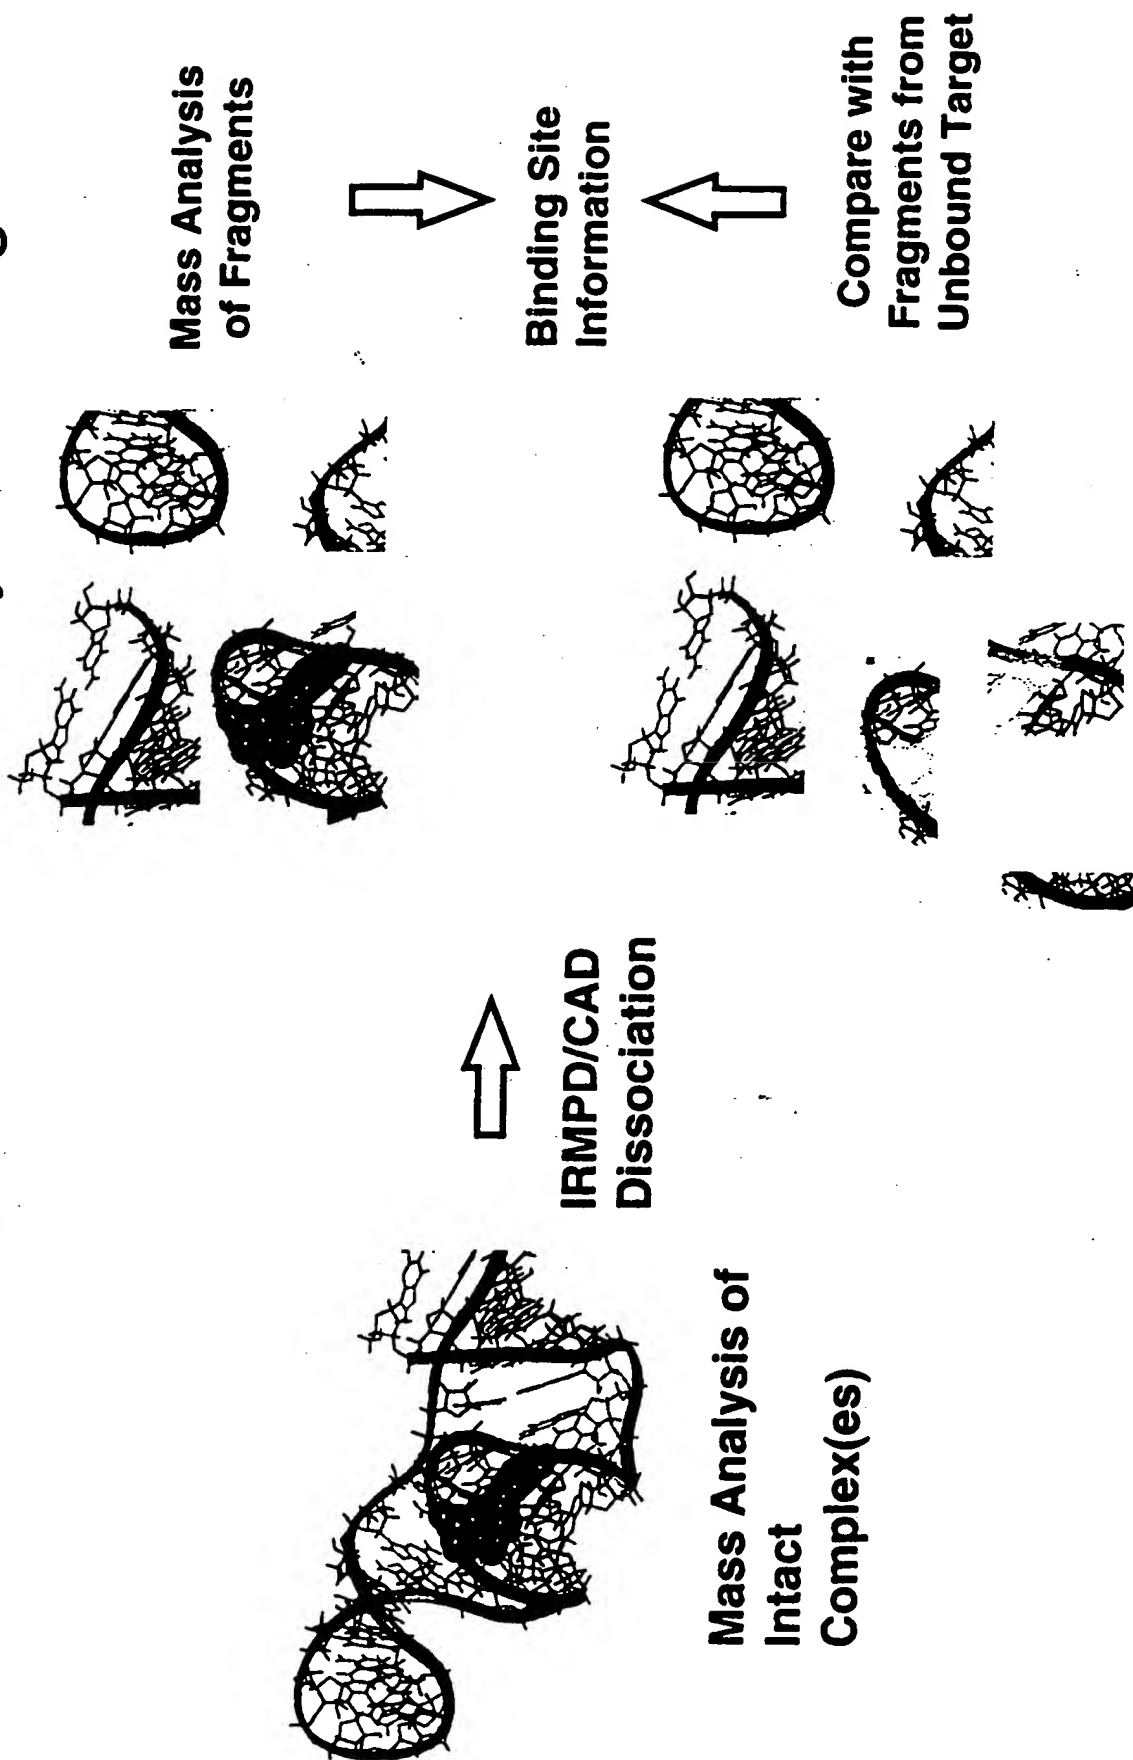 Mass Analysis of
Intact
Complex(es)
IRMPD/CAD
Dissociation
Mass Analysis
of Fragments
Binding Site
Information
Compare with
Fragments from
Unbound Target